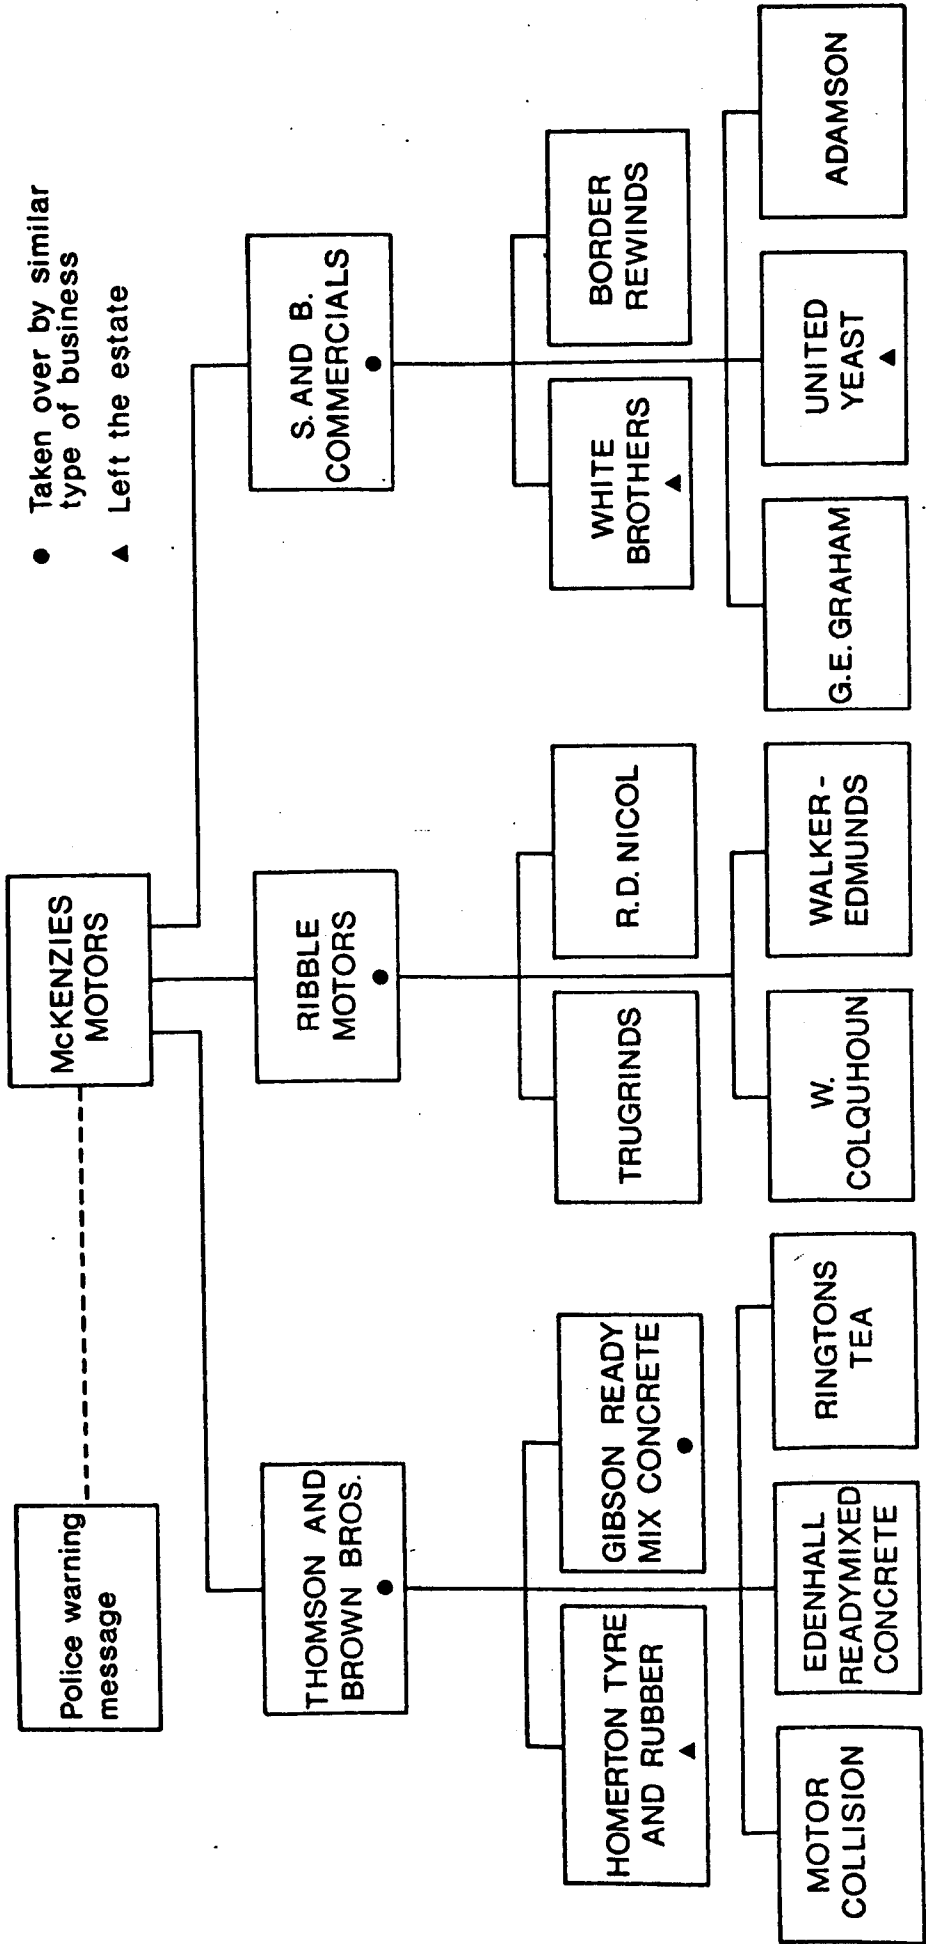 ● Taken over by similar
type of business
▲ Left the estate
Police warning
message
McKENZIES
MOTORS
THOMSON AND
BROWN BROS.
●
RIBBLE
MOTORS
●
S. AND B.
COMMERCIALS
●
HOMERTON TYRE
AND RUBBER
▲
GIBSON READY
MIX CONCRETE
●
TRUGRINDS
R.D. NICOL
WHITE
BROTHERS
▲
BORDER
REWINDS
MOTOR
COLLISION
EDENHALL
READYMIXED
CONCRETE
RINGTONS
TEA
W.
COLQUHOUN
WALKER-
EDMUNDS
G.E. GRAHAM
UNITED
YEAST
▲
ADAMSON